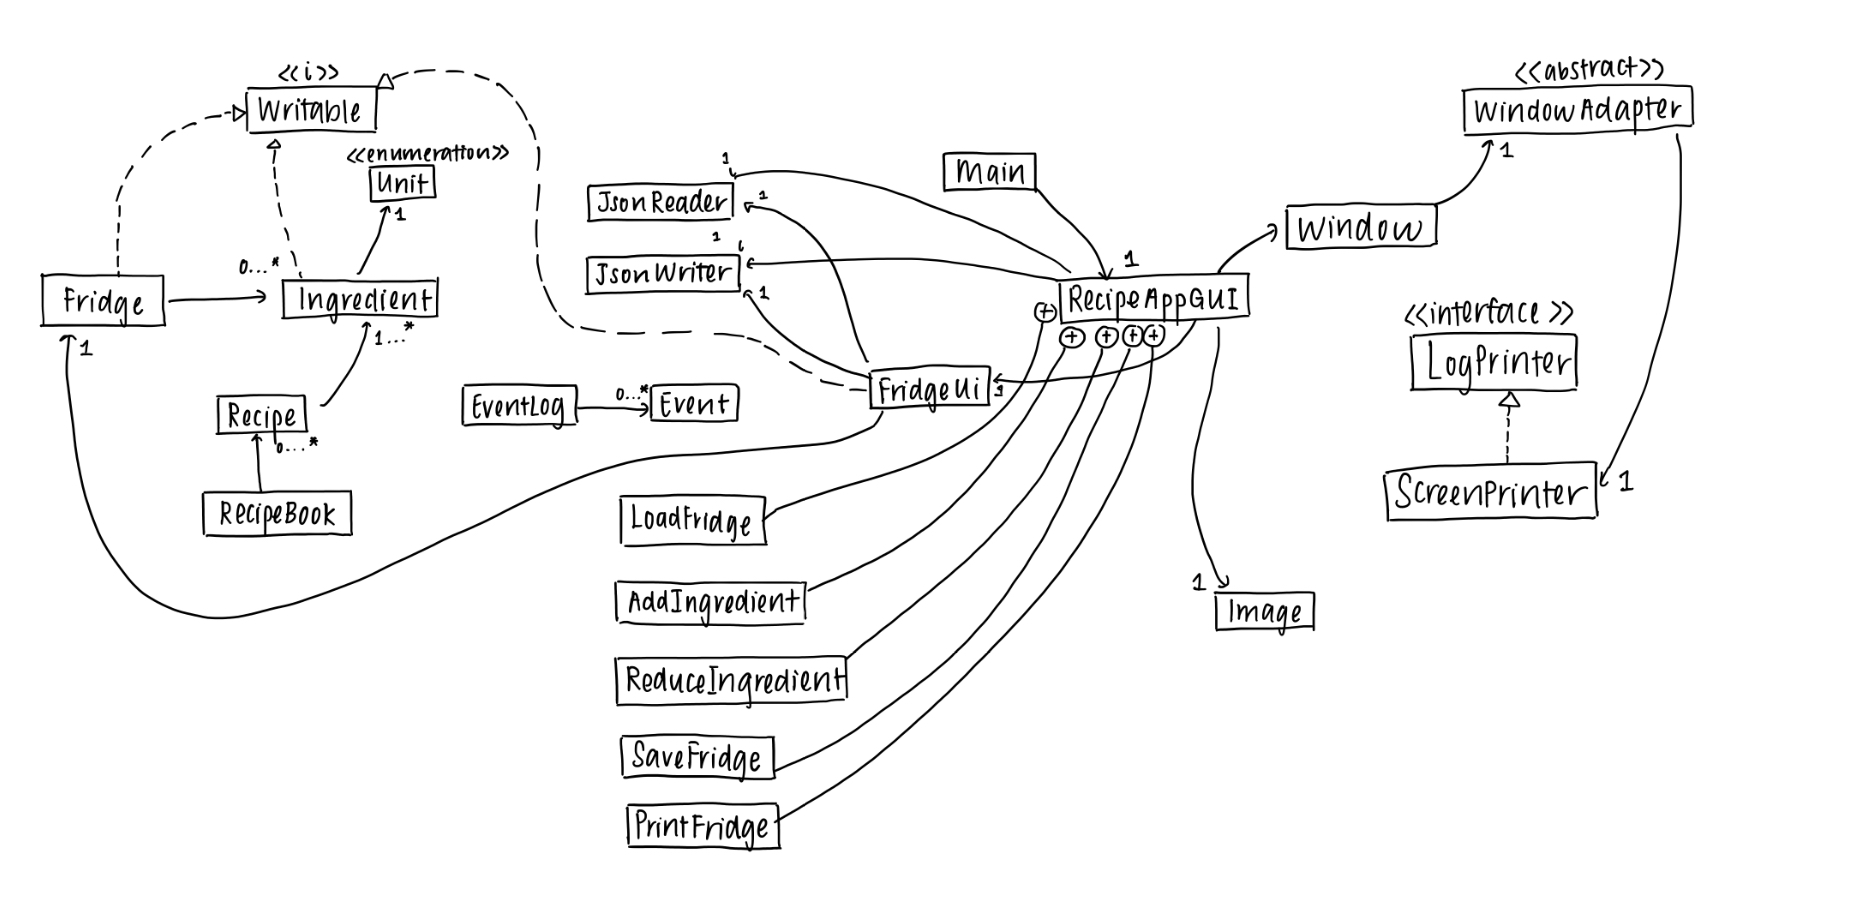 <<i>>
Writable
<<enumeration>>
Unit
1
0...*
Fridge
Ingredient
1
1...*
Recipe
0...*
RecipeBook
EventLog
0...*
Event
1
JsonReader
1
1
JsonWriter
1
Main
1
RecipeAppGUI
+
+
+
+
+
FridgeUi
1
LoadFridge
AddIngredient
ReduceIngredient
SaveFridge
PrintFridge
Window
<<abstract>>
WindowAdapter
1
<<interface>>
LogPrinter
ScreenPrinter
1
1
Image